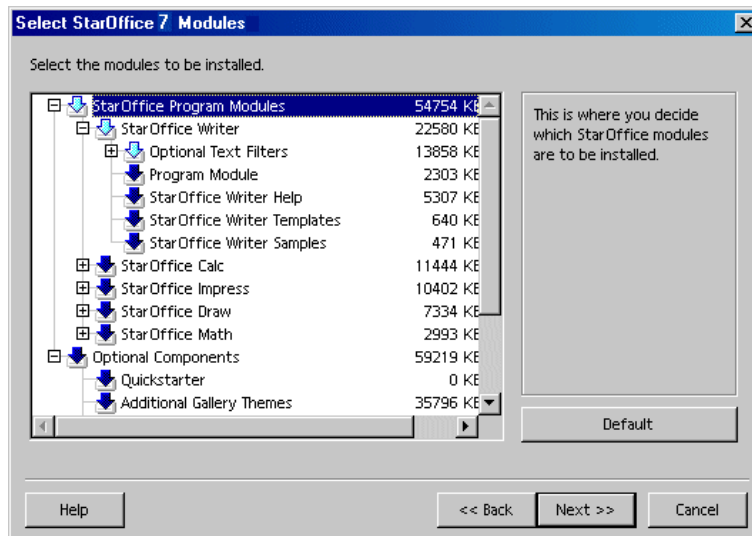 Select StarOffice 7 Modules
Select the modules to be installed.
StarOffice Program Modules 54754 KB
StarOffice Writer 22580 KB
Optional Text Filters 13858 KB
Program Module 2303 KB
StarOffice Writer Help 5307 KB
StarOffice Writer Templates 640 KB
StarOffice Writer Samples 471 KB
StarOffice Calc 11444 KB
StarOffice Impress 10402 KB
StarOffice Draw 7334 KB
StarOffice Math 2993 KB
Optional Components 59219 KB
Quickstarter 0 KB
Additional Gallery Themes 35796 KB
This is where you decide
which StarOffice modules
are to be installed.
Default
Help << Back Next >> Cancel